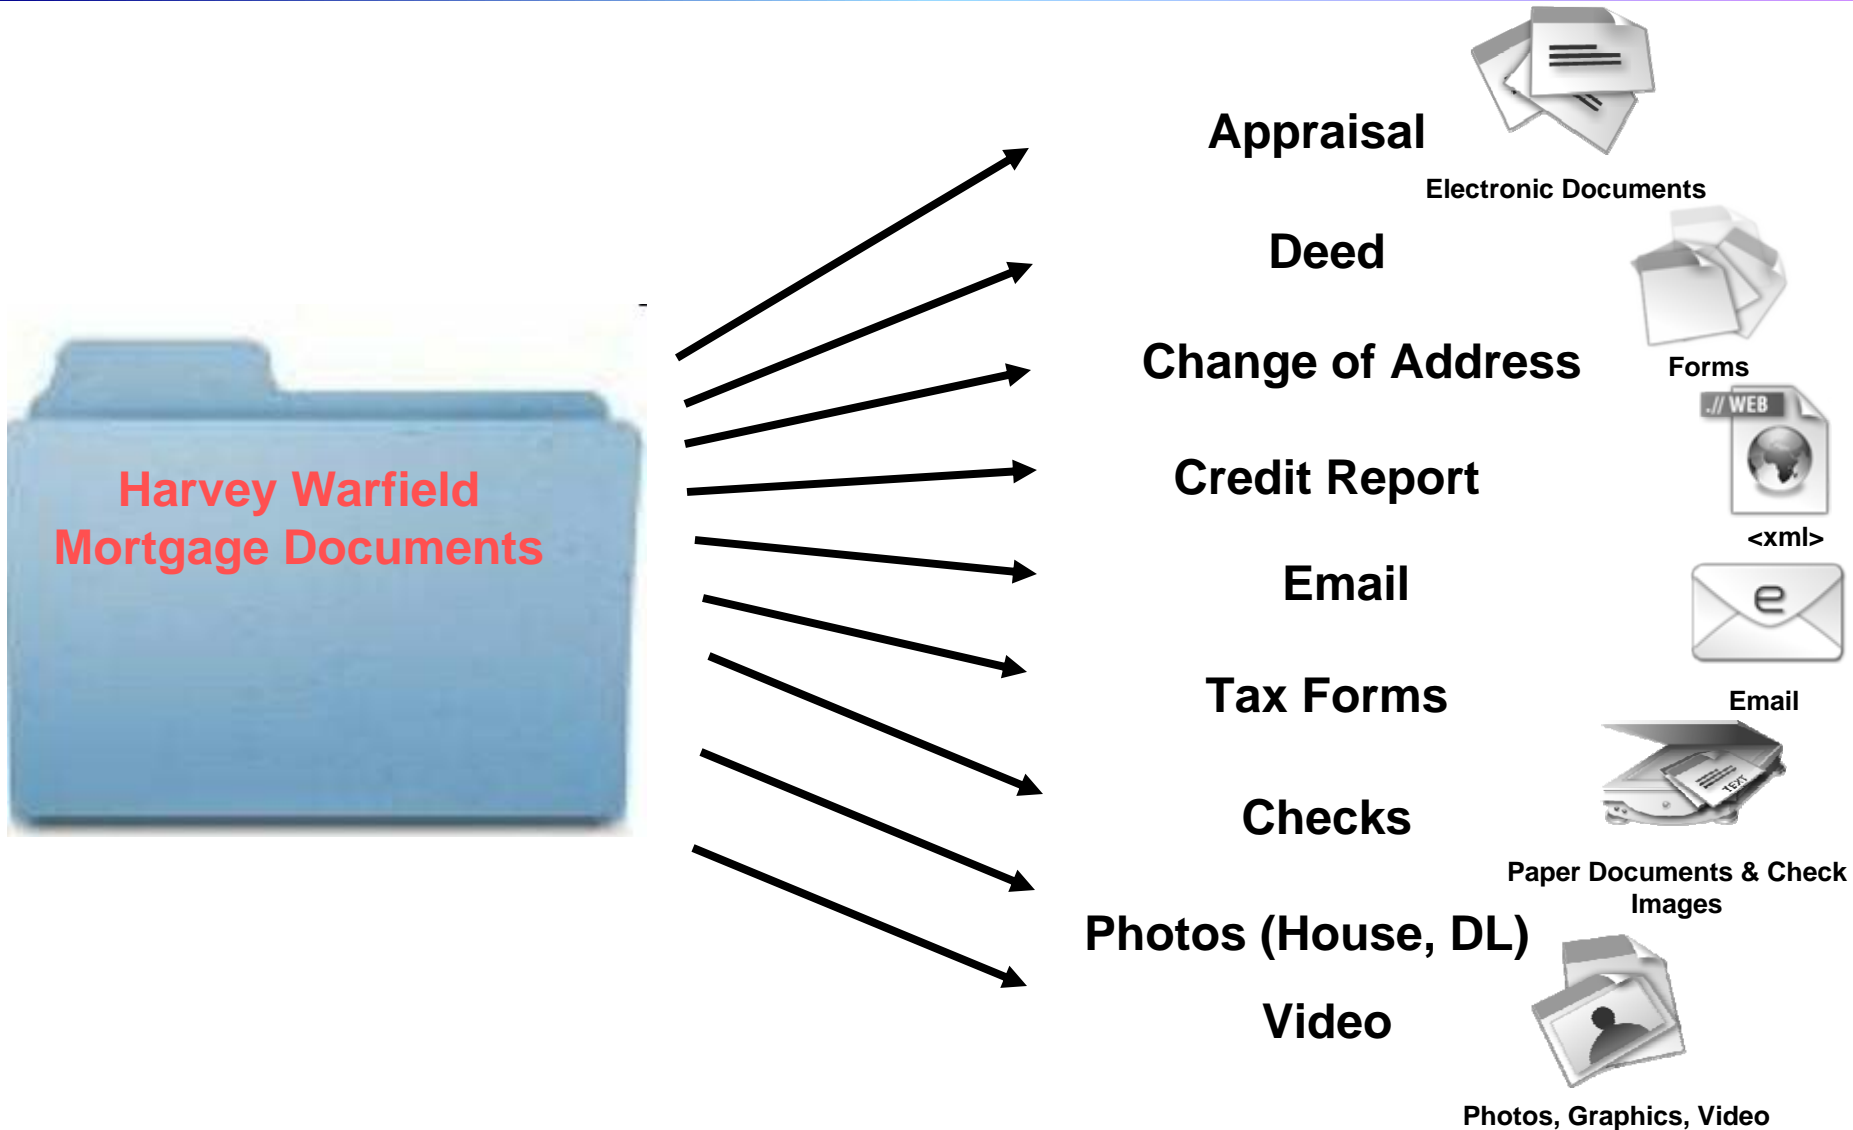 Appraisal
Electronic Documents
Deed
Change of Address
Forms
.// WEB
Harvey Warfield
Mortgage Documents
Credit Report
<xml>
Email
e
Tax Forms
Email
TEXT
Checks
Paper Documents & Check
Images
Photos (House, DL)
Video
Photos, Graphics, Video